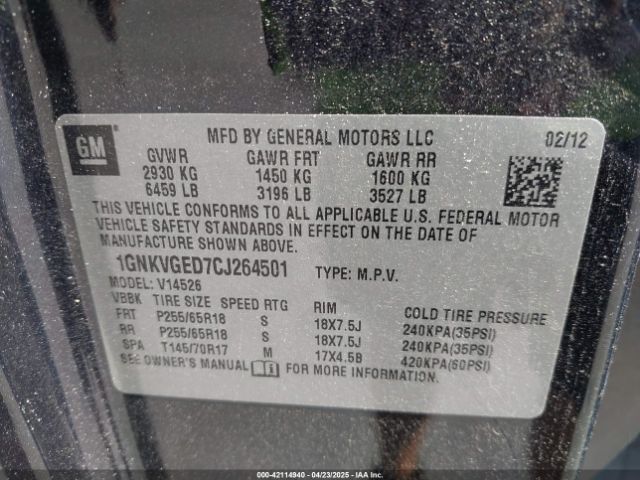 GM
MFD BY GENERAL MOTORS LLC 02/12
GVWR GAWR FRT GAWR RR
2930 KG 1450 KG 1600 KG
6459 LB 3196 LB 3527 LB
THIS VEHICLE CONFORMS TO ALL APPLICABLE U.S. FEDERAL MOTOR
VEHICLE SAFETY STANDARDS IN EFFECT ON THE DATE OF
MANUFACTURE SHOWN ABOVE.
1GNKVGED7CJ264501 TYPE: M.P.V.
MODEL: V14526
VBBK TIRE SIZE SPEED RTG RIM COLD TIRE PRESSURE
FRT P255/65R18 S 18X7.5J 240KPA(35PSI)
RR P255/65R18 S 18X7.5J 240KPA(35PSI)
SPA T145/70R17 M 17X4.5B 420KPA(60PSI)
SEE OWNER'S MANUAL FOR MORE INFORMATION.
000-42114940 - 04/23/2025 - IAA